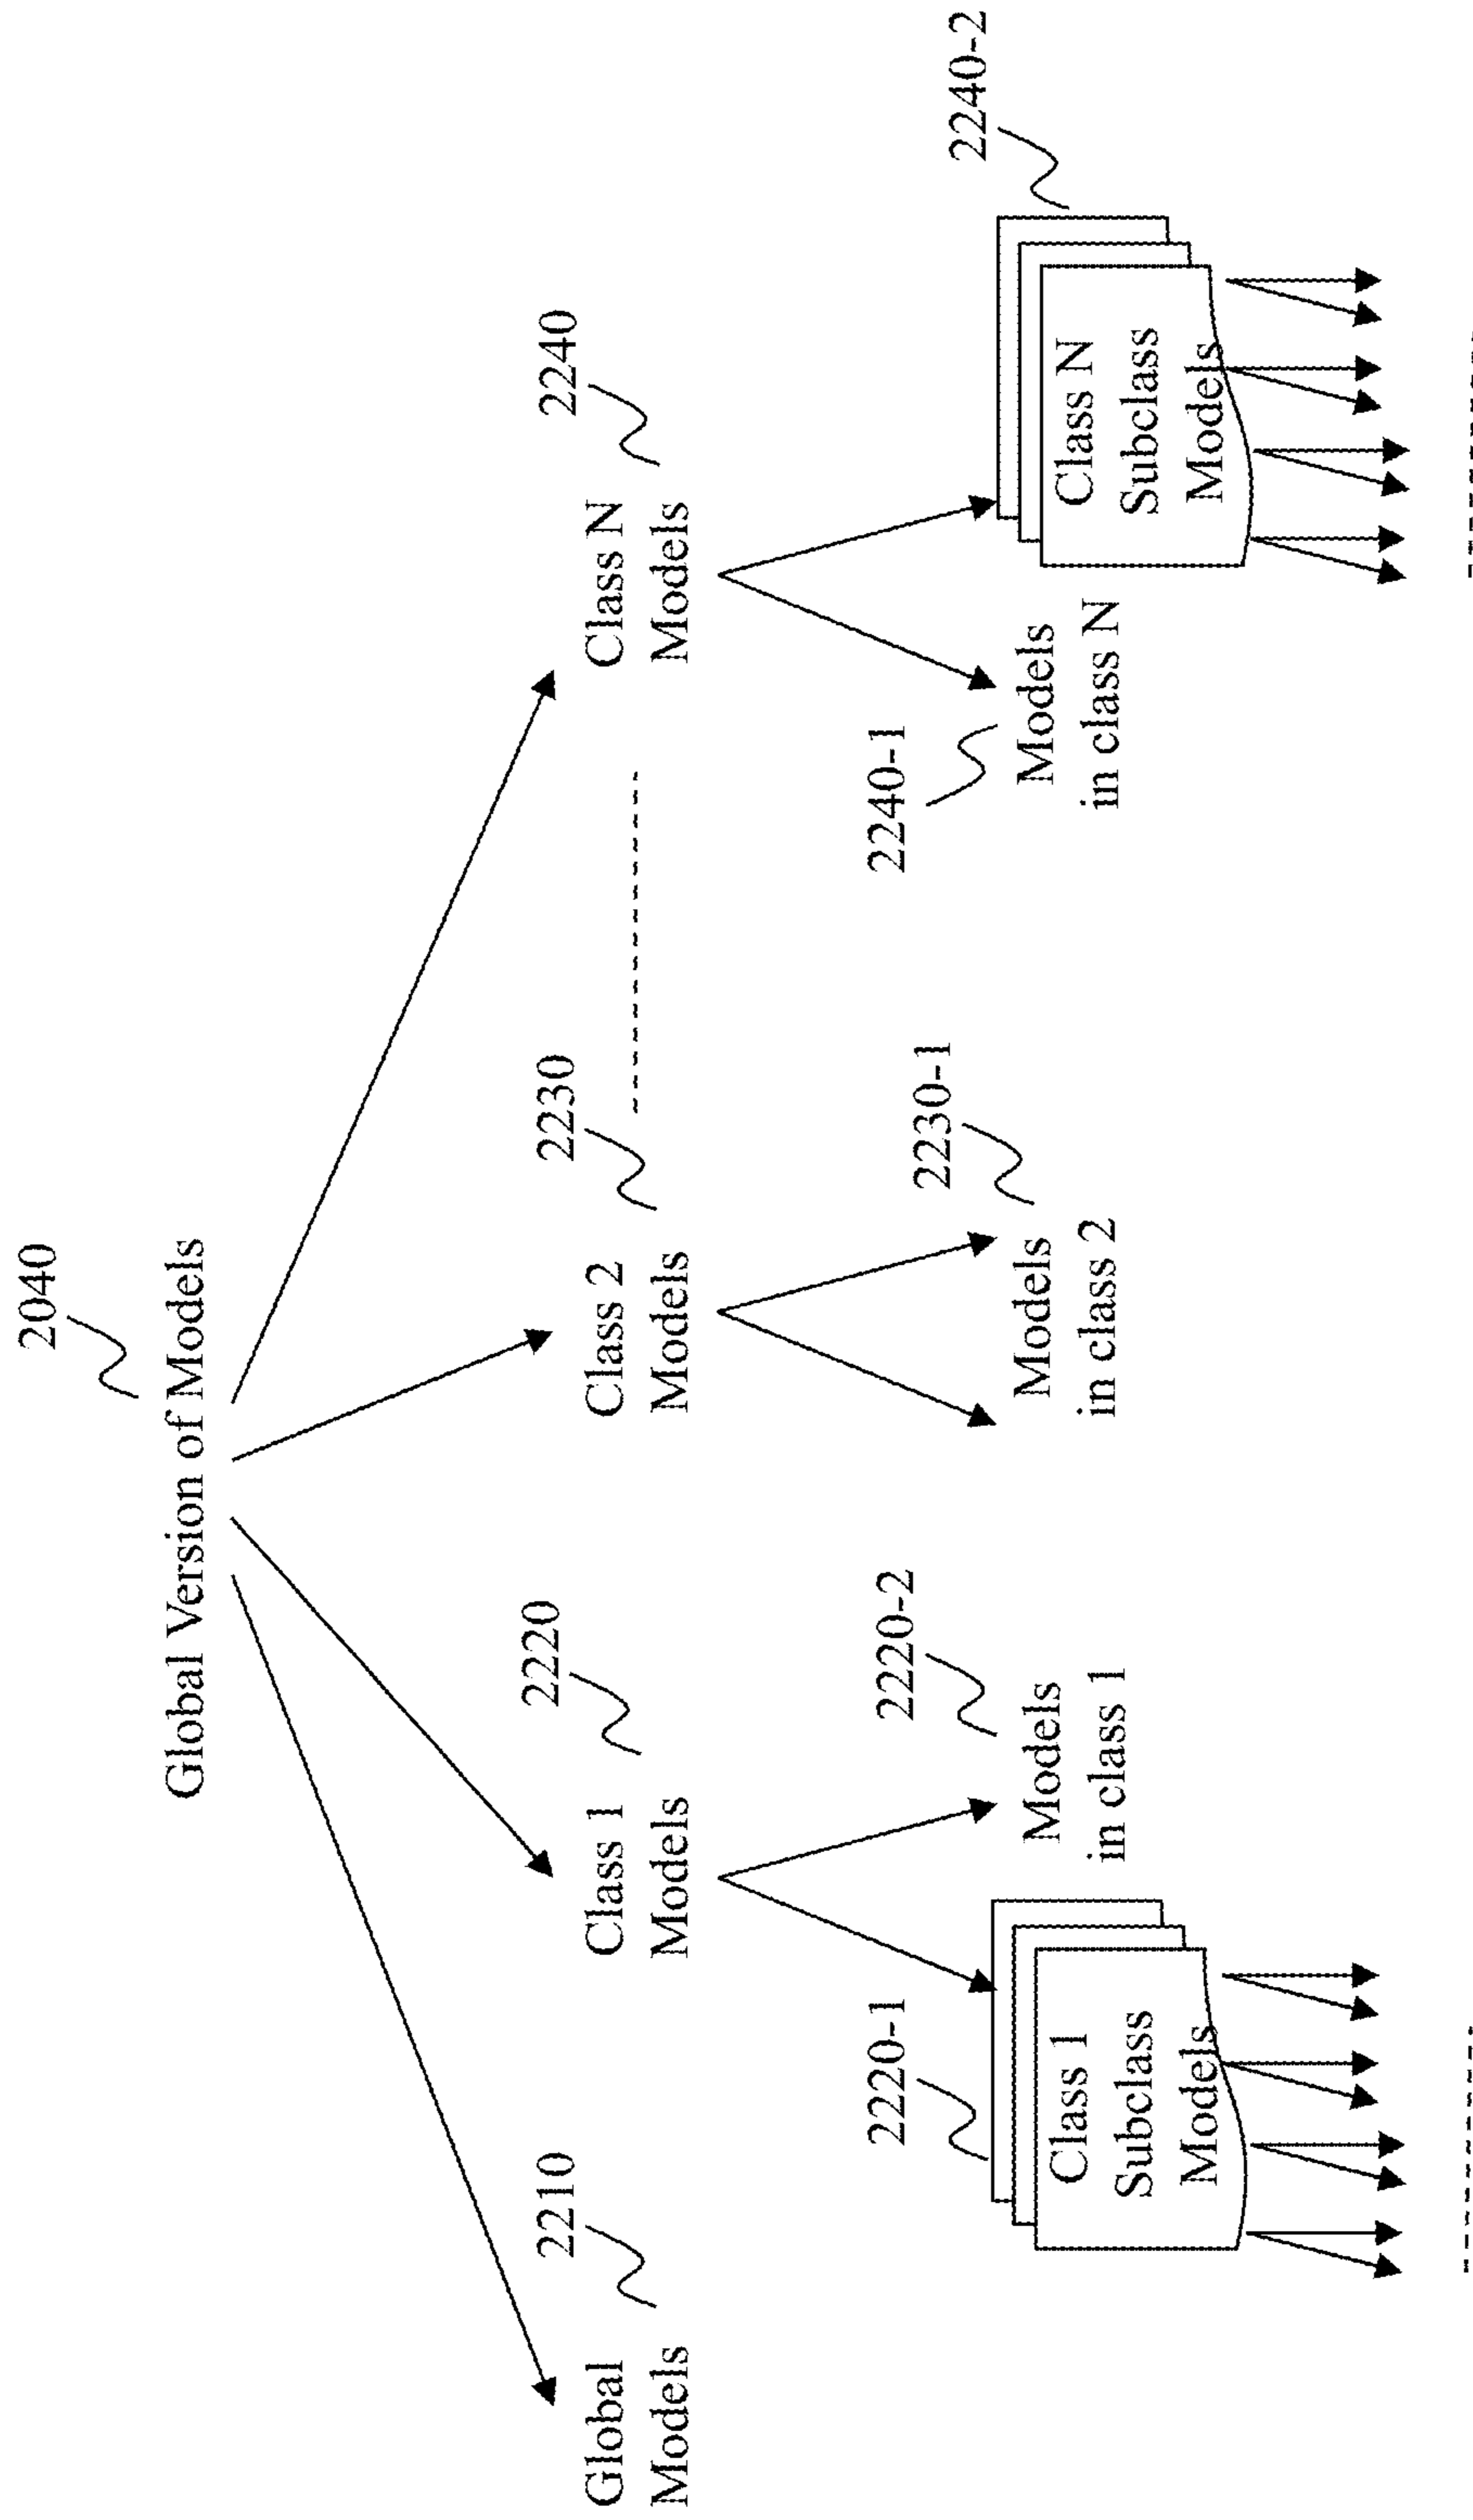 2040
Global Version of Models
2210
Global
Models
2220
Class 1
Models
2230
Class 2
Models
2240
Class N
Models
2220-1
Class 1
Subclass
Models
2220-2
Models
in class 1
2230-1
Models
in class 2
2240-1
Models
in class N
2240-2
Class N
Subclass
Models